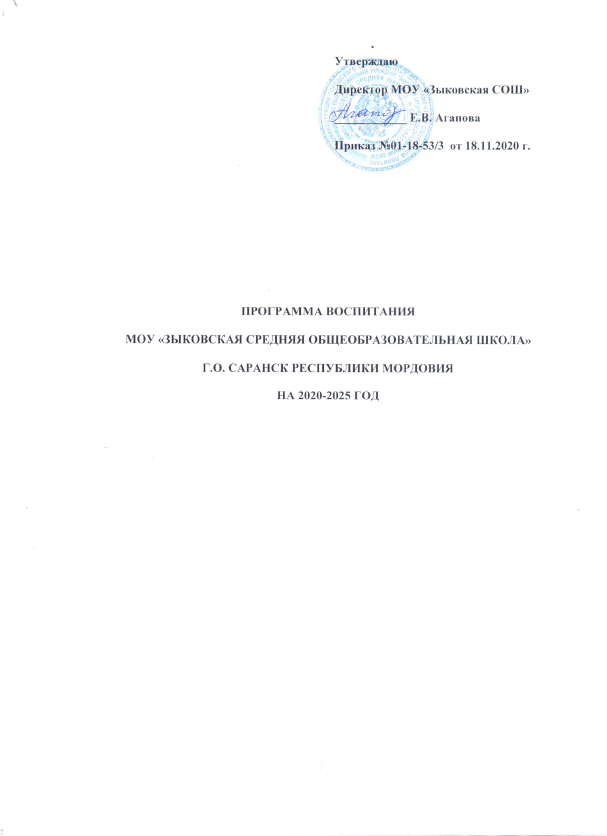 Утверждаю
Директор МОУ «Зыковская СОШ»
____________ Е.В. Агапова
Приказ №01-18-53/3 от 18.11.2020 г.
ПРОГРАММА ВОСПИТАНИЯ
МОУ «ЗЫКОВСКАЯ СРЕДНЯЯ ОБЩЕОБРАЗОВАТЕЛЬНАЯ ШКОЛА»
Г.О. САРАНСК РЕСПУБЛИКИ МОРДОВИЯ
НА 2020-2025 ГОД